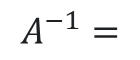 A⁻¹ =